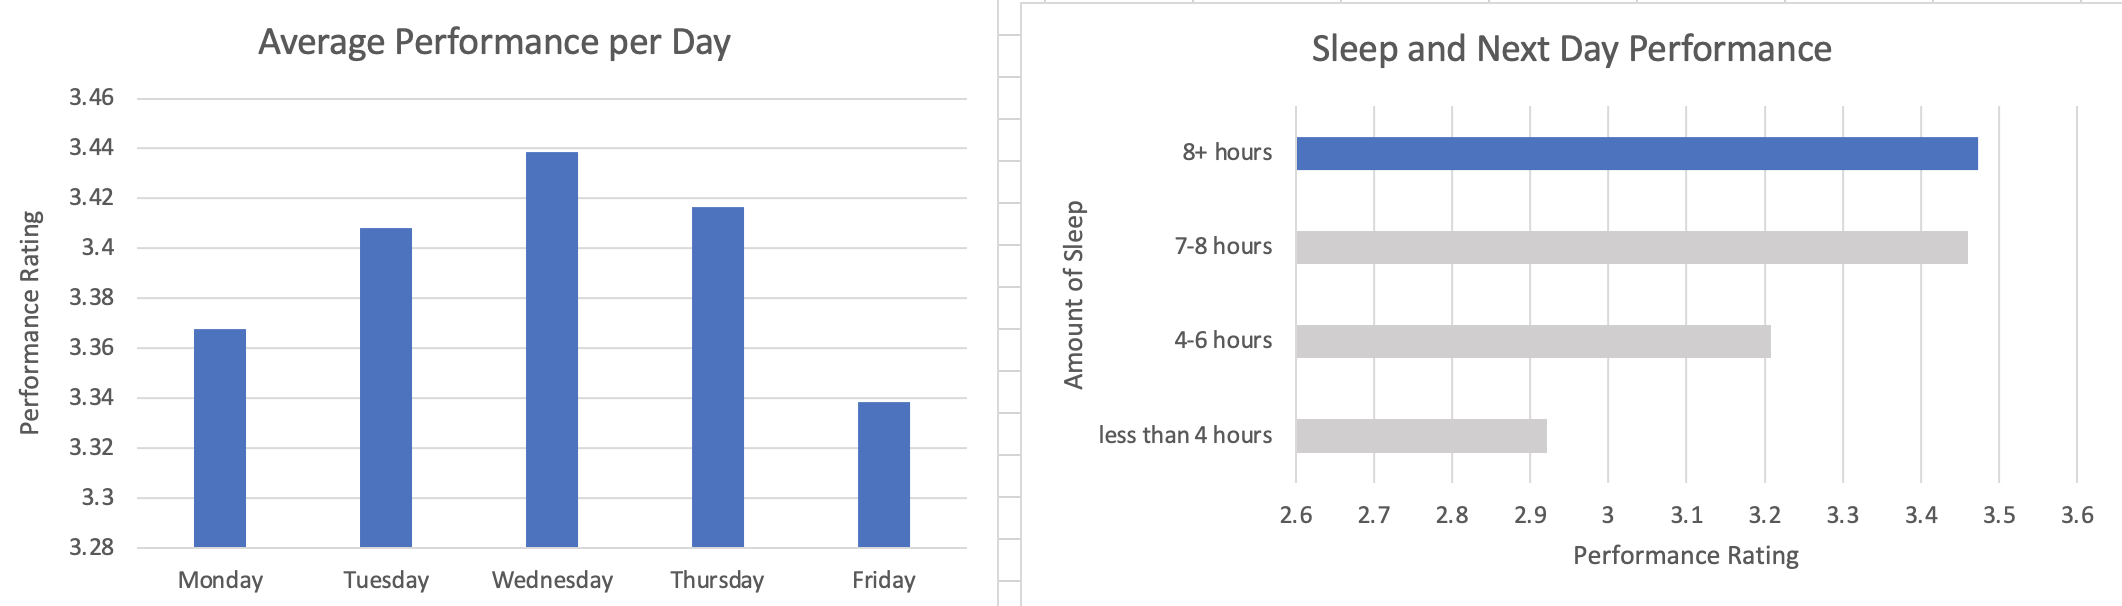 Average Performance per Day
Performance Rating
3.46
3.44
3.42
3.4
3.38
3.36
3.34
3.32
3.3
3.28
Monday Tuesday Wednesday Thursday Friday
Sleep and Next Day Performance
Amount of Sleep
8+ hours
7-8 hours
4-6 hours
less than 4 hours
2.6 2.7 2.8 2.9 3 3.1 3.2 3.3 3.4 3.5 3.6
Performance Rating